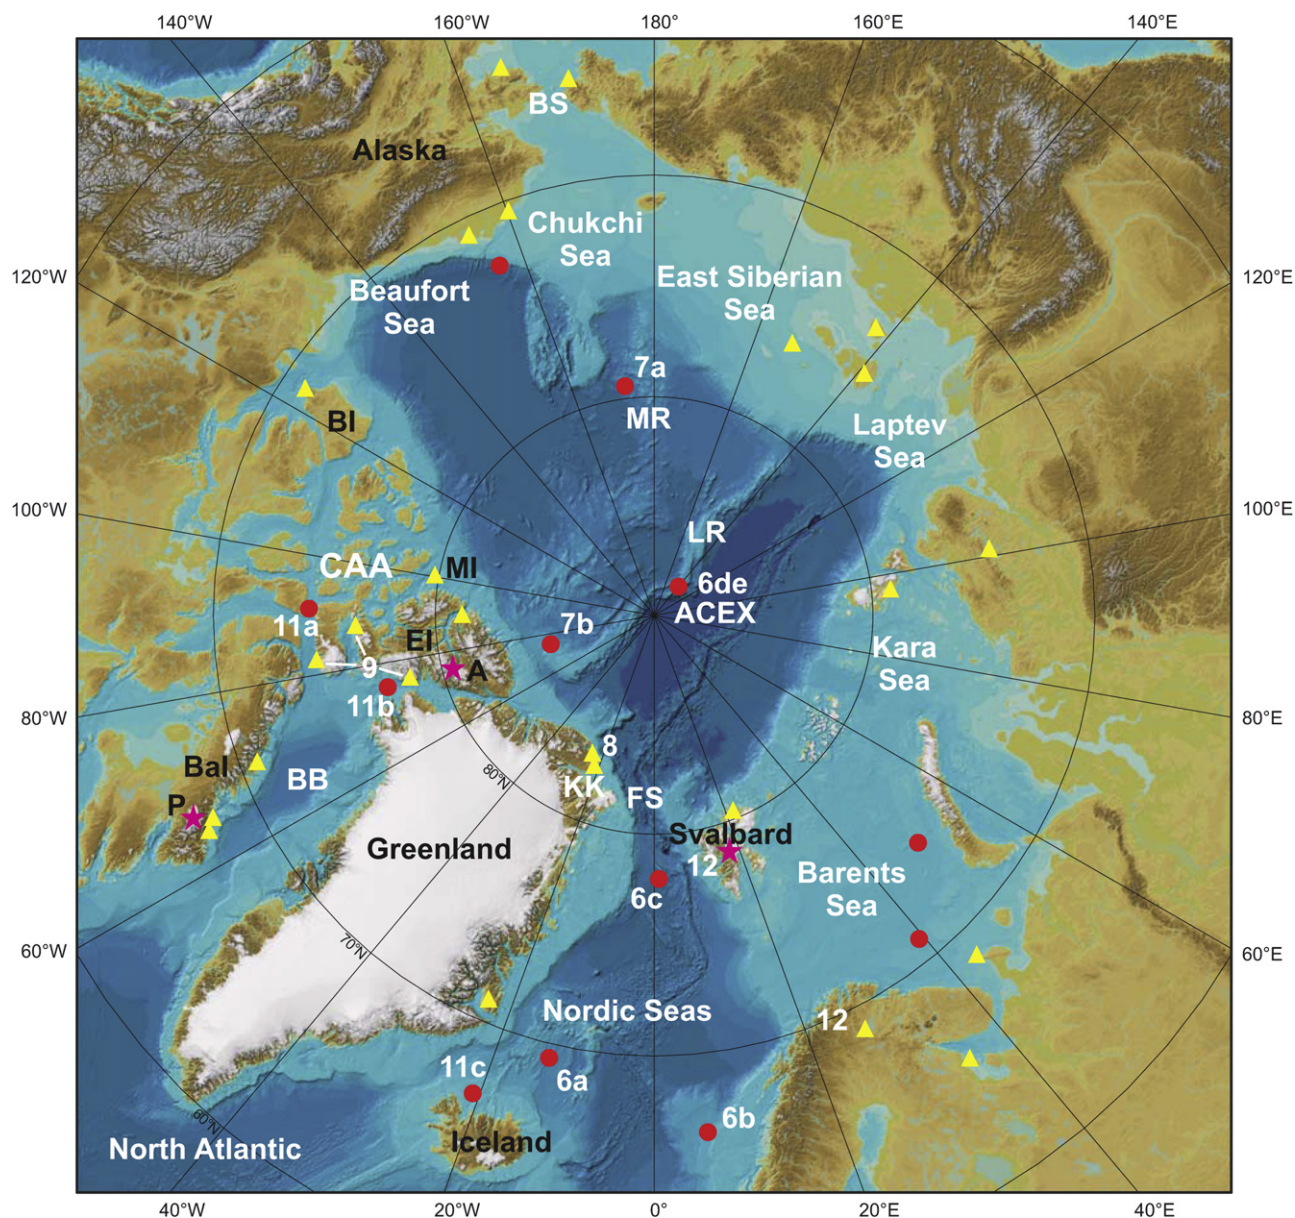 140°W 160°W 180° 160°E 140°E
BS
Alaska
Chukchi
Sea
120°W
East Siberian
Sea
120°E
Beaufort
Sea
7a
MR
BI
Laptev
Sea
100°W
100°E
LR
CAA
MI
6de
ACEX
11a
7b
EI
9
A
Kara
Sea
11b
80°W
80°E
8
Bal
BB
80°N
KK
FS
P
Svalbard
Greenland
12
Barents
Sea
6c
70°N
60°W
60°E
Nordic Seas
12
11c
6a
60°N
6b
North Atlantic
Iceland
40°W 20°W 0° 20°E 40°E